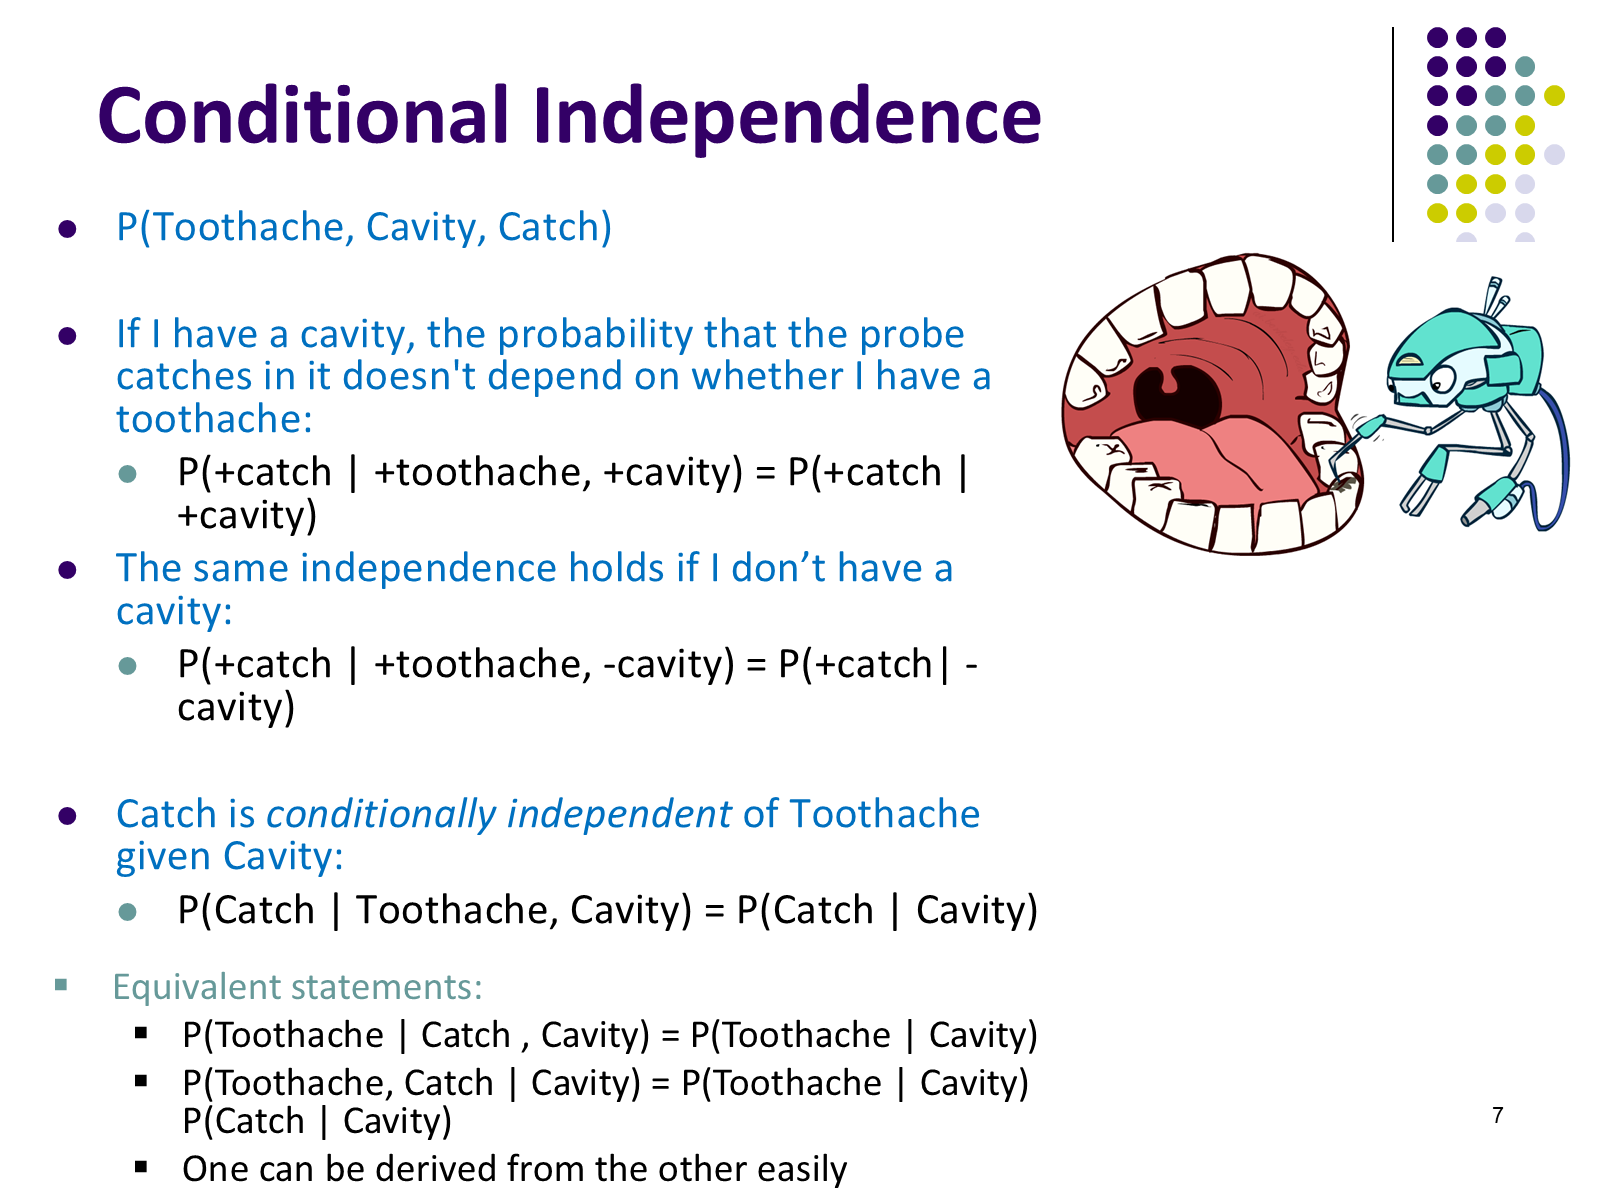 Conditional Independence
P(Toothache, Cavity, Catch)
If I have a cavity, the probability that the probe
catches in it doesn't depend on whether I have a
toothache:
P(+catch | +toothache, +cavity) = P(+catch |
+cavity)
The same independence holds if I don’t have a
cavity:
P(+catch | +toothache, -cavity) = P(+catch| -
cavity)
Catch is conditionally independent of Toothache
given Cavity:
P(Catch | Toothache, Cavity) = P(Catch | Cavity)
Equivalent statements:
P(Toothache | Catch , Cavity) = P(Toothache | Cavity)
P(Toothache, Catch | Cavity) = P(Toothache | Cavity)
P(Catch | Cavity)
One can be derived from the other easily
7